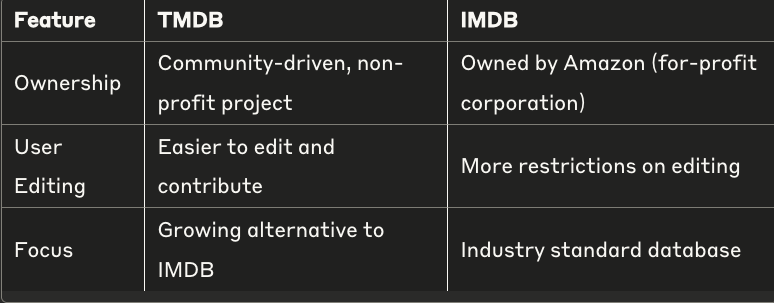 Feature TMDB IMDB
Ownership
Community-driven, non-
profit project
Owned by Amazon (for-profit
corporation)
User
Editing
Easier to edit and
contribute
More restrictions on editing
Focus
Growing alternative to
IMDB
Industry standard database